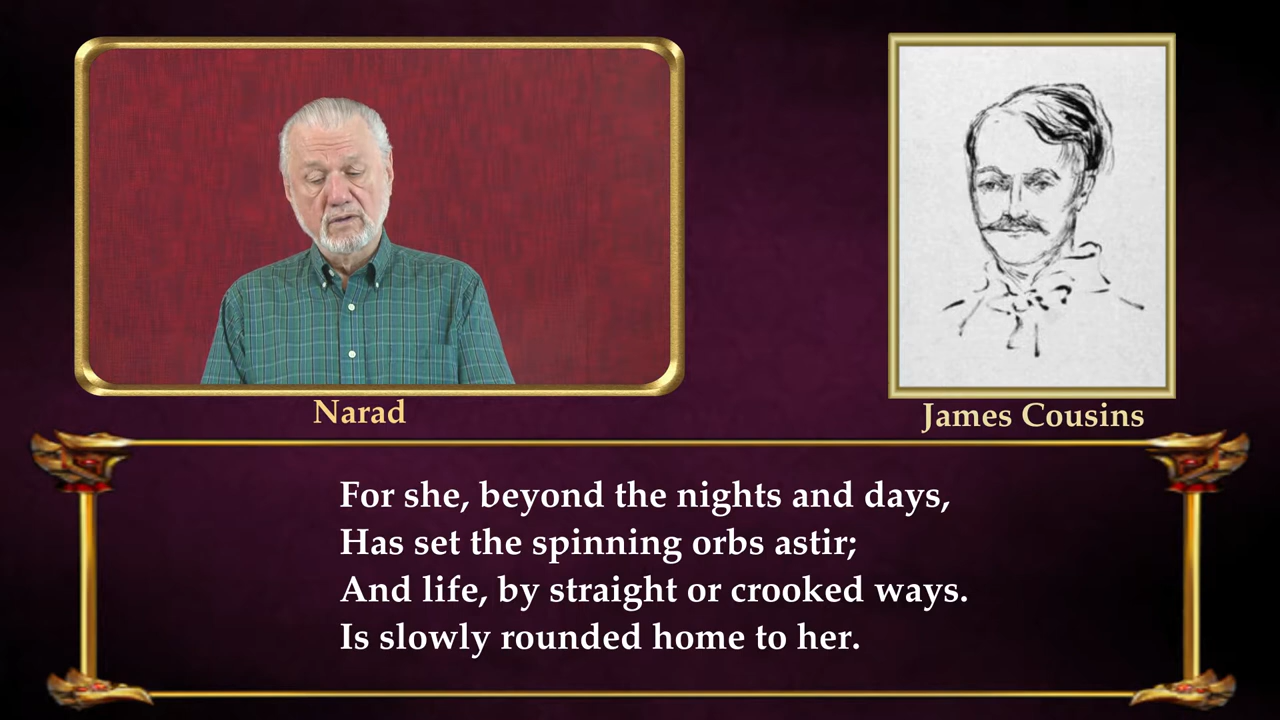 Narad
James Cousins
For she, beyond the nights and days,
Has set the spinning orbs astir;
And life, by straight or crooked ways.
Is slowly rounded home to her.